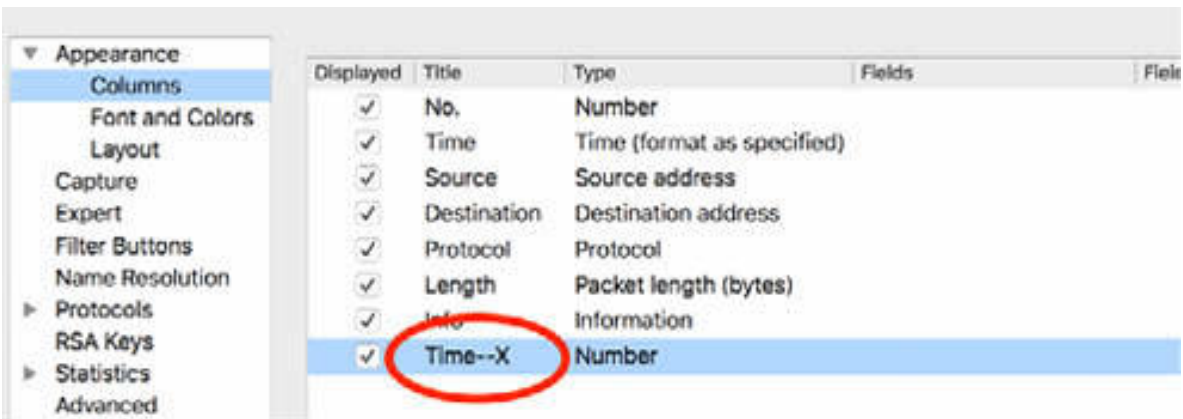 Appearance
Columns
Font and Colors
Layout
Capture
Expert
Filter Buttons
Name Resolution
Protocols
RSA Keys
Statistics
Advanced
Displayed Title Type Fields
No. Number
Time Time (format as specified)
Source Source address
Destination Destination address
Protocol Protocol
Length Packet length (bytes)
Info Information
Time--X Number